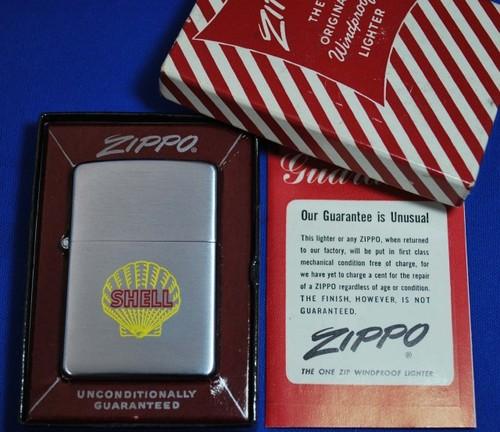 ZIPPO
THE
ORIGINAL
Windproof
LIGHTER
ZIPPO®
SHELL
UNCONDITIONALLY
GUARANTEED
Our Guarantee is Unusual
This lighter or any ZIPPO, when returned
to our factory, will be put in first class
mechanical condition free of charge, for
we have yet to charge a cent for the repair
of a ZIPPO regardless of age or condition.
THE FINISH, HOWEVER, IS NOT
GUARANTEED.
ZIPPO®
THE ONE ZIP WINDPROOF LIGHTER